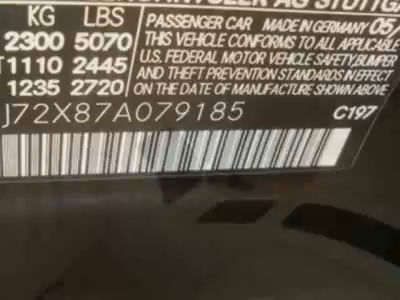 KG LBS PASSENGER CAR MADE IN GERMANY 05/
2300 5070 THIS VEHICLE CONFORMS TO ALL APPLICABLE
1110 2445 U.S. FEDERAL MOTOR VEHICLE SAFETY/BUMPER
1235 2720 AND THEFT PREVENTION STANDARDS IN EFFECT
ON THE DATE OF MANUFACTURE SHOWN ABOVE
J72X87A079185 C197